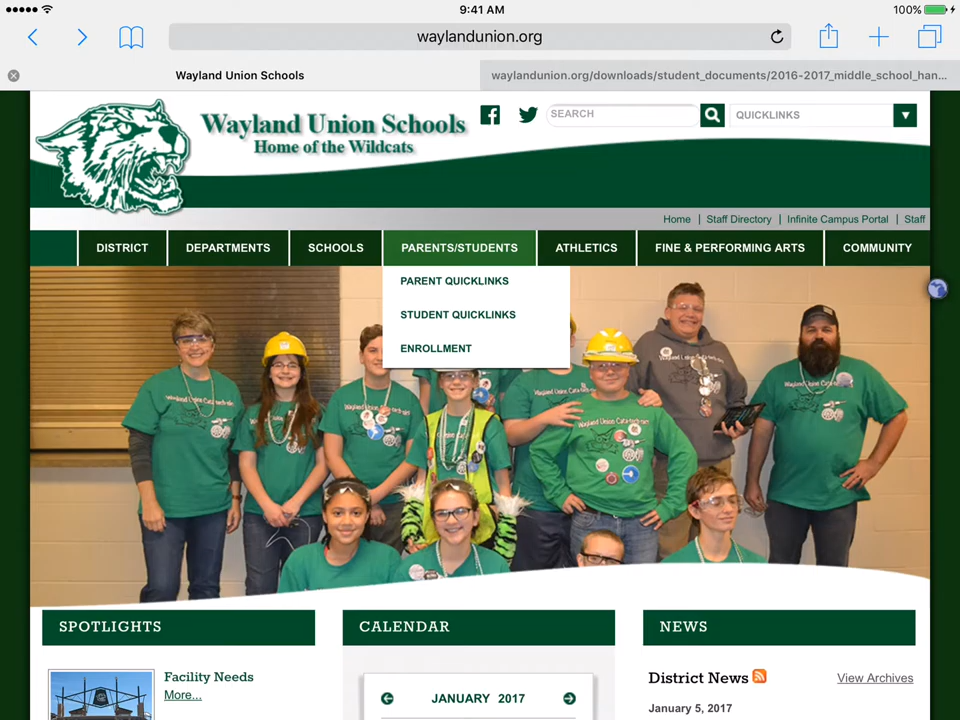 9:41 AM
100%
waylandunion.org
Wayland Union Schools
waylandunion.org/downloads/student_documents/2016-2017_middle_school_han...
Wayland Union Schools
Home of the Wildcats
SEARCH
QUICKLINKS
Home | Staff Directory | Infinite Campus Portal | Staff
DISTRICT
DEPARTMENTS
SCHOOLS
PARENTS/STUDENTS
ATHLETICS
FINE & PERFORMING ARTS
COMMUNITY
PARENT QUICKLINKS
STUDENT QUICKLINKS
ENROLLMENT
SPOTLIGHTS
Facility Needs
More...
CALENDAR
JANUARY 2017
NEWS
District News
View Archives
January 5, 2017